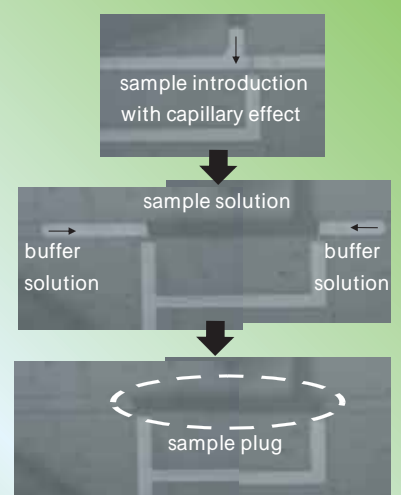 sample introduction
with capillary effect
sample solution
buffer
solution
buffer
solution
sample plug